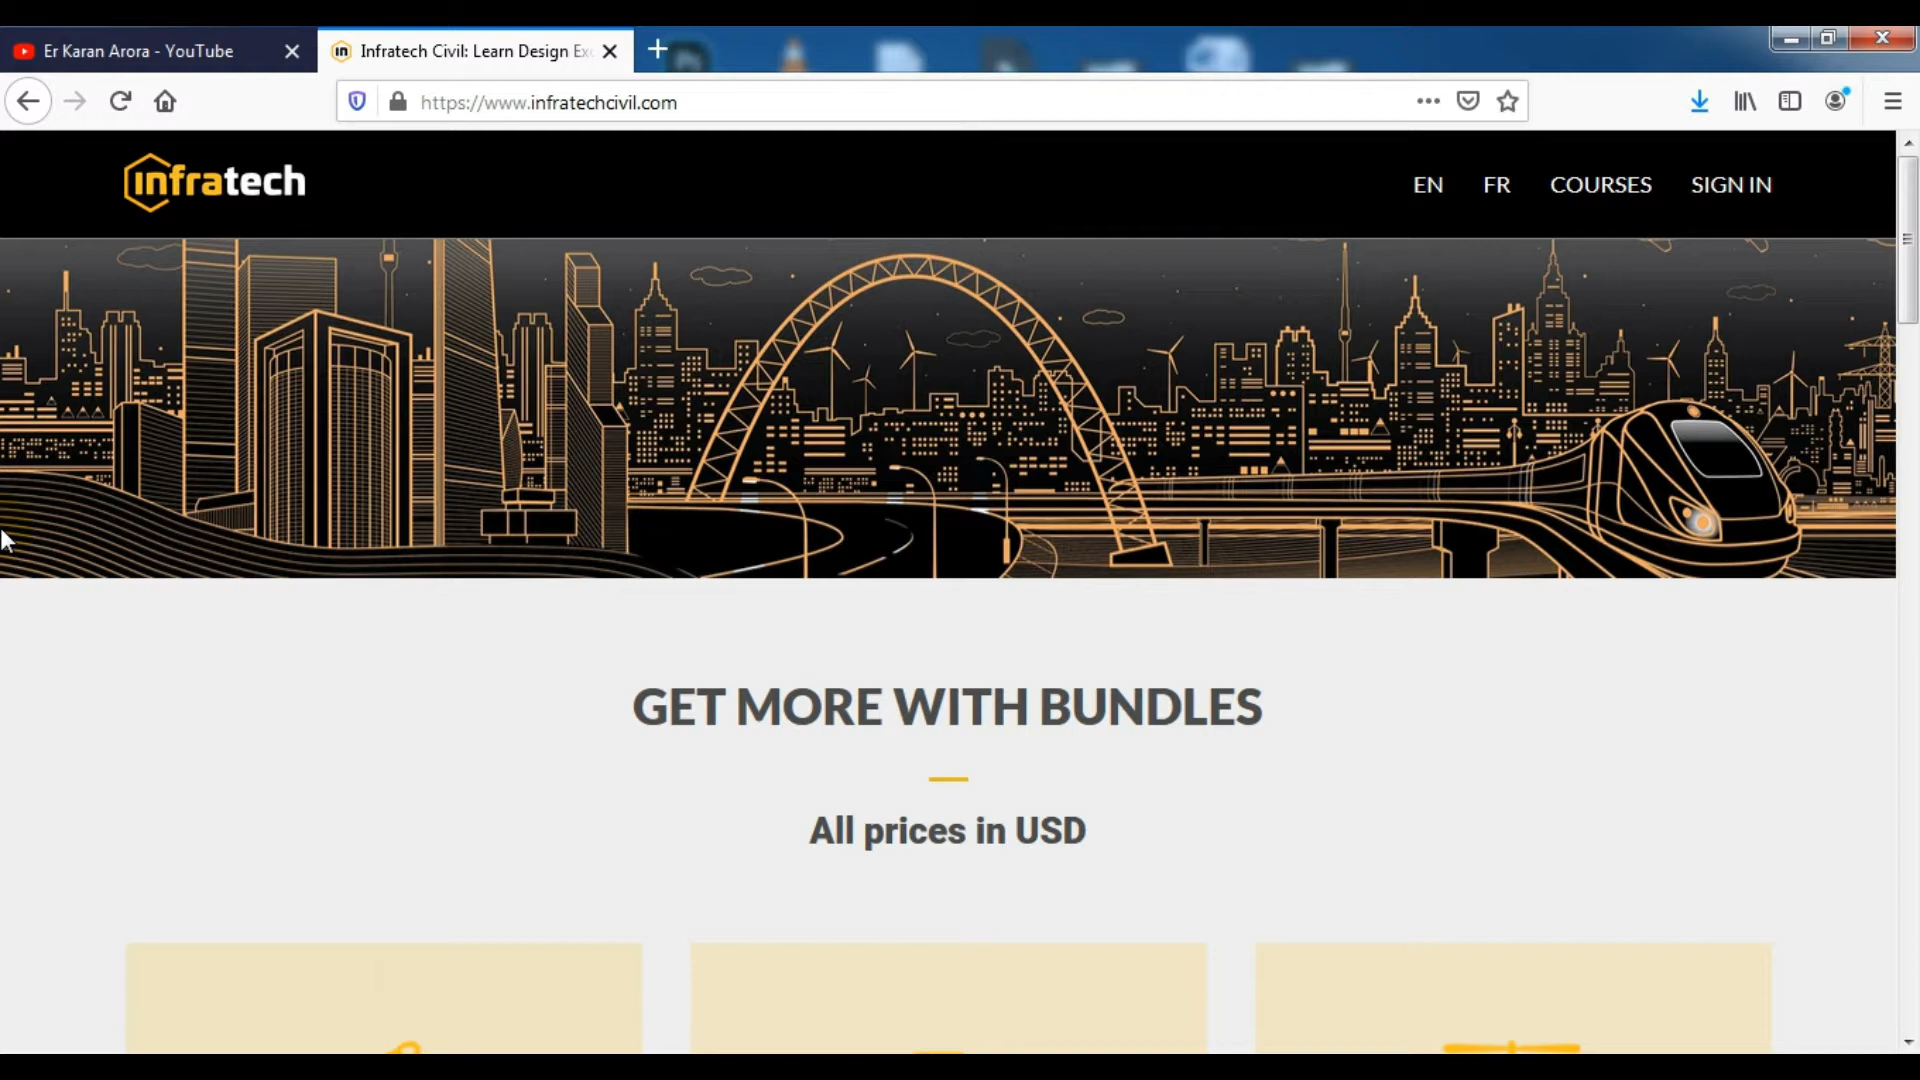 Er Karan Arora - YouTube
Infratech Civil: Learn Design Ex
https://www.infratechcivil.com
infratech
EN FR COURSES SIGN IN
GET MORE WITH BUNDLES
All prices in USD